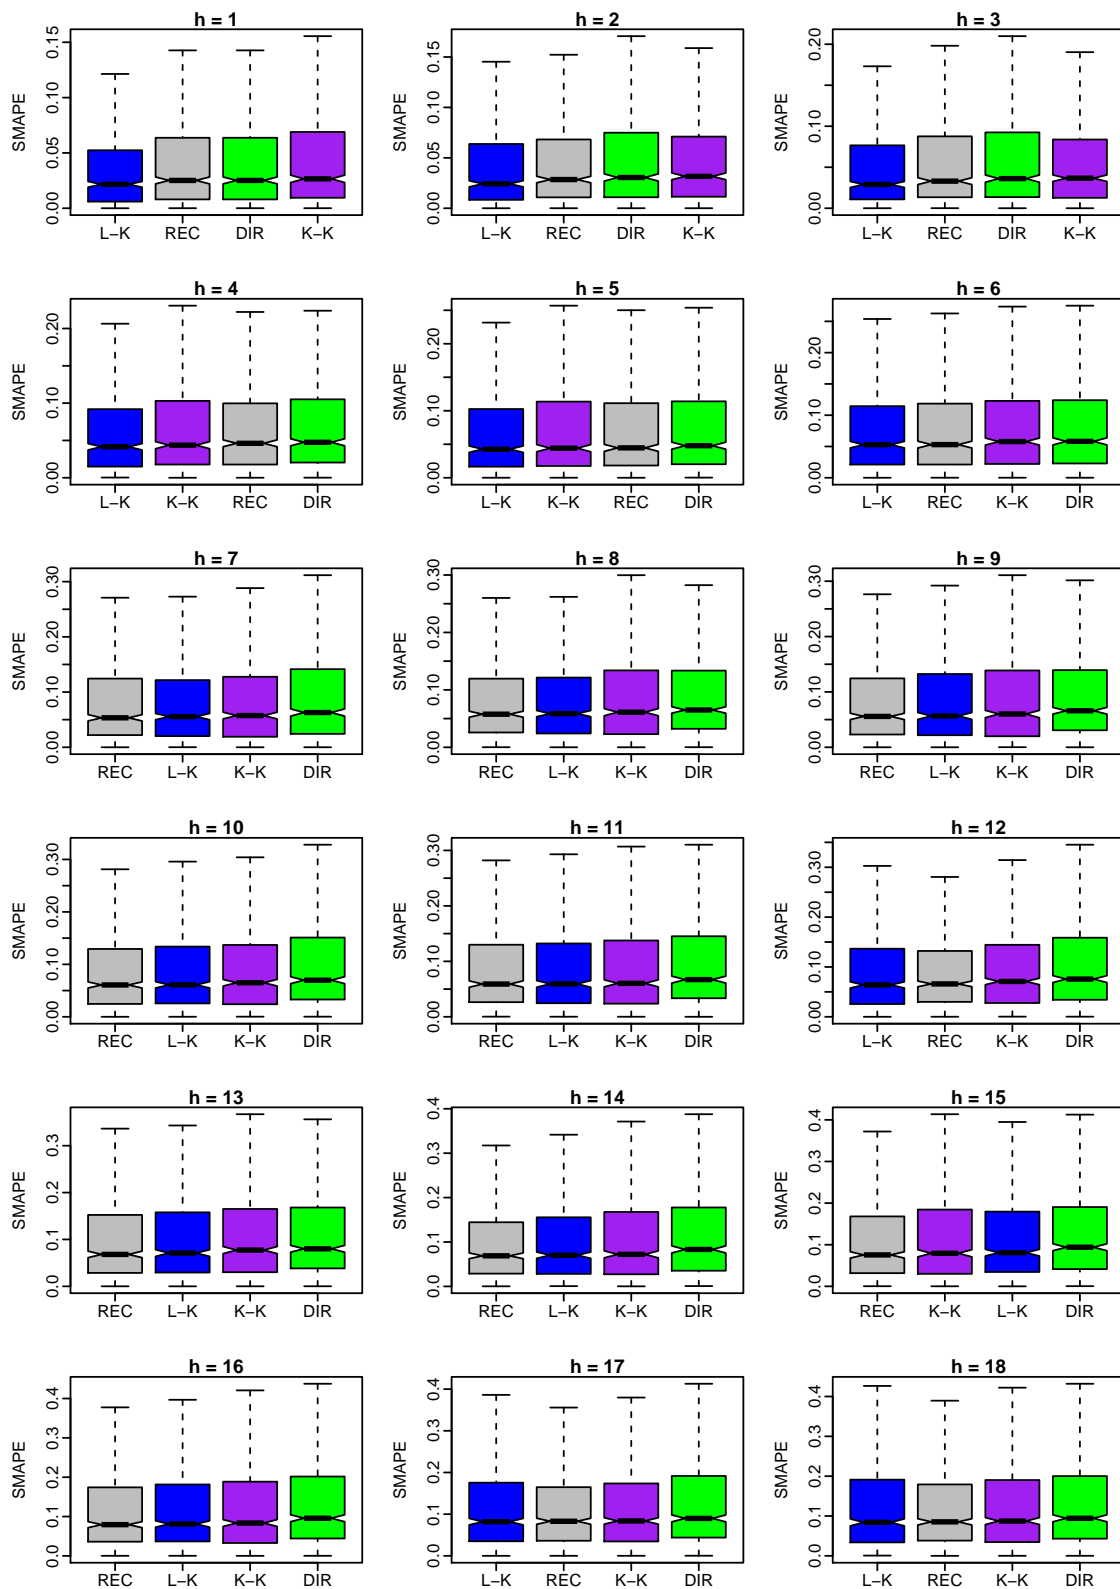 h = 1
SMAPE
0.00 0.05 0.10 0.15
L−K REC DIR K−K
h = 2
SMAPE
0.00 0.05 0.10 0.15
L−K REC DIR K−K
h = 3
SMAPE
0.00 0.10 0.20
L−K REC DIR K−K
h = 4
SMAPE
0.00 0.10 0.20
L−K K−K REC DIR
h = 5
SMAPE
0.00 0.10 0.20
L−K K−K REC DIR
h = 6
SMAPE
0.00 0.10 0.20
L−K REC K−K DIR
h = 7
SMAPE
0.00 0.10 0.20 0.30
REC L−K K−K DIR
h = 8
SMAPE
0.00 0.10 0.20 0.30
REC L−K K−K DIR
h = 9
SMAPE
0.00 0.10 0.20 0.30
REC L−K K−K DIR
h = 10
SMAPE
0.00 0.10 0.20 0.30
REC L−K K−K DIR
h = 11
SMAPE
0.00 0.10 0.20 0.30
REC L−K K−K DIR
h = 12
SMAPE
0.00 0.10 0.20 0.30
L−K REC K−K DIR
h = 13
SMAPE
0.0 0.1 0.2 0.3
REC L−K K−K DIR
h = 14
SMAPE
0.0 0.1 0.2 0.3 0.4
REC L−K K−K DIR
h = 15
SMAPE
0.0 0.1 0.2 0.3 0.4
REC K−K L−K DIR
h = 16
SMAPE
0.0 0.1 0.2 0.3 0.4
REC L−K K−K DIR
h = 17
SMAPE
0.0 0.1 0.2 0.3 0.4
L−K REC K−K DIR
h = 18
SMAPE
0.0 0.1 0.2 0.3 0.4
L−K REC K−K DIR